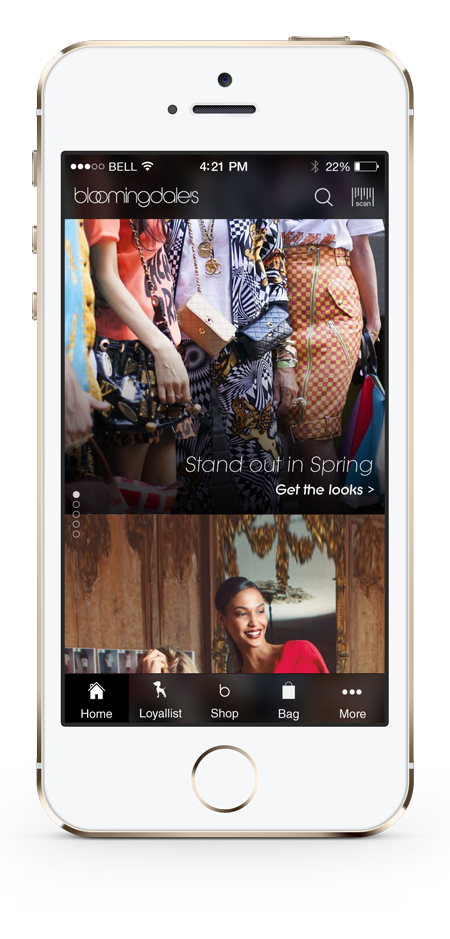 BELL 4:21 PM 22%
bloomingdale's scan
Stand out in Spring
Get the looks >
Home Loyallist Shop Bag More